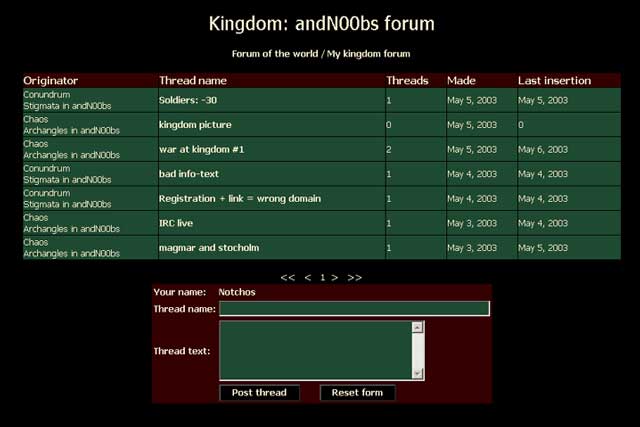 Kingdom: andN00bs forum
Forum of the world / My kingdom forum
Originator Thread name Threads Made Last insertion
Conundrum
Stigmata in andN00bs Soldiers: -30 1 May 5, 2003 May 5, 2003
Chaos
Archangles in andN00bs kingdom picture 0 May 5, 2003 0
Chaos
Archangles in andN00bs war at kingdom #1 2 May 5, 2003 May 6, 2003
Conundrum
Stigmata in andN00bs bad info-text 1 May 4, 2003 May 4, 2003
Conundrum
Stigmata in andN00bs Registration + link = wrong domain 1 May 4, 2003 May 4, 2003
Chaos
Archangles in andN00bs IRC live 1 May 3, 2003 May 4, 2003
Chaos
Archangles in andN00bs magmar and stocholm 1 May 3, 2003 May 5, 2003
<< < 1 > >>
Your name: Notchos
Thread name:
Thread text:
Post thread Reset form